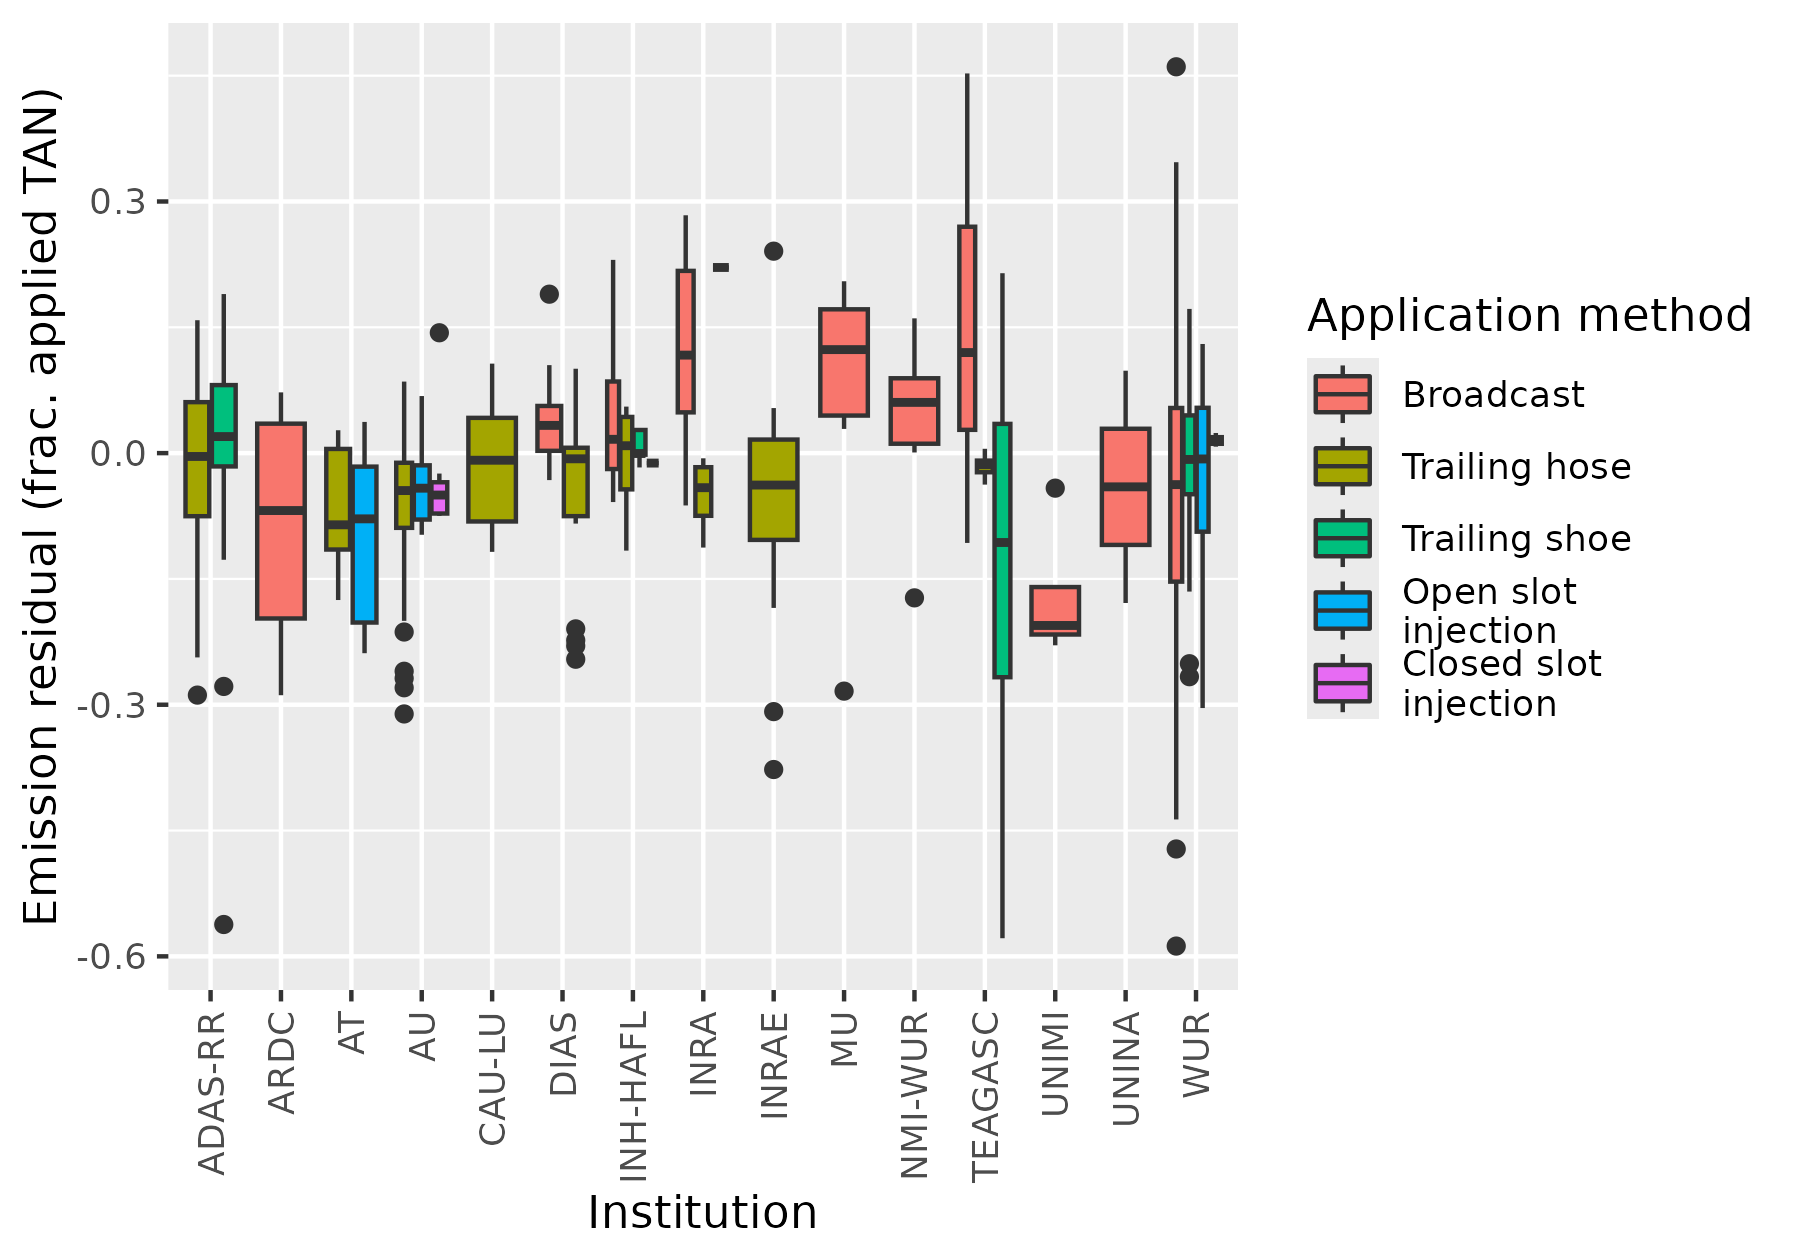 Emission residual (frac. applied TAN)
0.3
0.0
-0.3
-0.6
ADAS-RR
ARDC
AT
AU
CAU-LU
DIAS
INH-HAFL
INRA
INRAE
MU
NMI-WUR
TEAGASC
UNIMI
UNINA
WUR
Institution
Application method
Broadcast
Trailing hose
Trailing shoe
Open slot
injection
Closed slot
injection